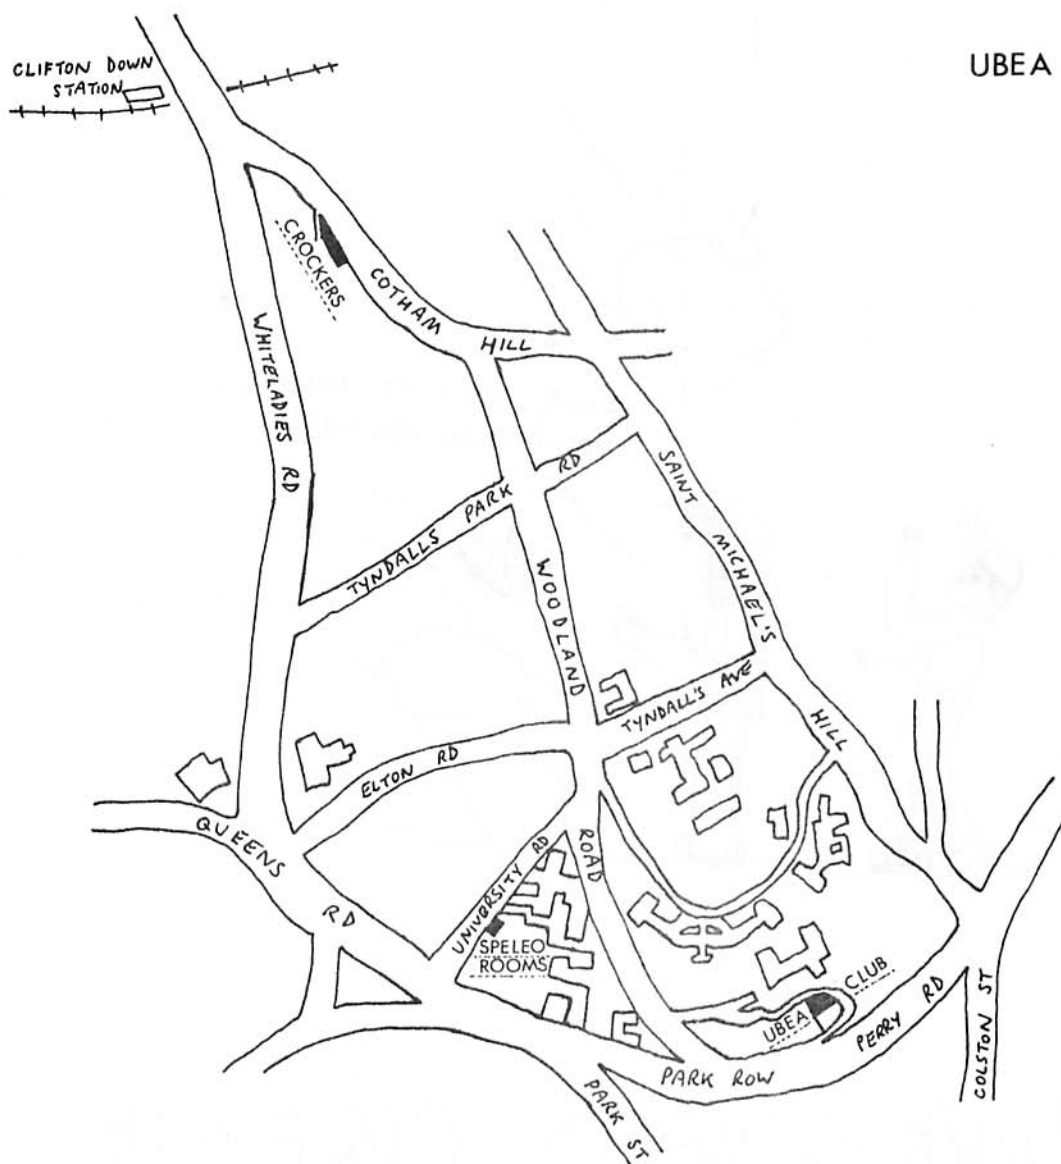 UBEA
CLIFTON DOWN
STATION
CROCKERS
COTHAM
HILL
WHITELADIES RD
TYNDALLS PARK RD
SAINT MICHAEL'S
HILL
WOODLAND
ROAD
TYNDALL'S AVE
ELTON RD
QUEENS
RD
UNIVERSITY RD
SPELEO
ROOMS
UBEA CLUB
PERRY RD
PARK ROW
PARK ST
COLSTON ST